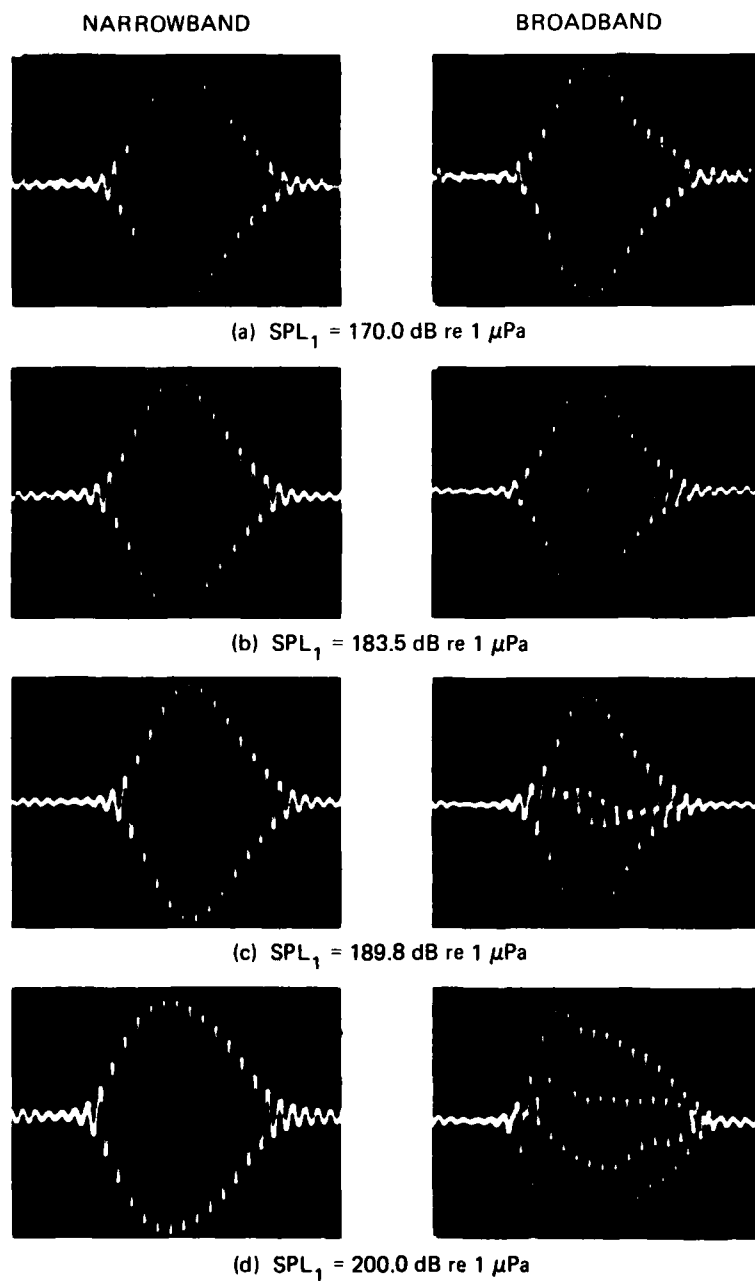 NARROWBAND BROADBAND
(a) SPL₁ = 170.0 dB re 1 μPa
(b) SPL₁ = 183.5 dB re 1 μPa
(c) SPL₁ = 189.8 dB re 1 μPa
(d) SPL₁ = 200.0 dB re 1 μPa